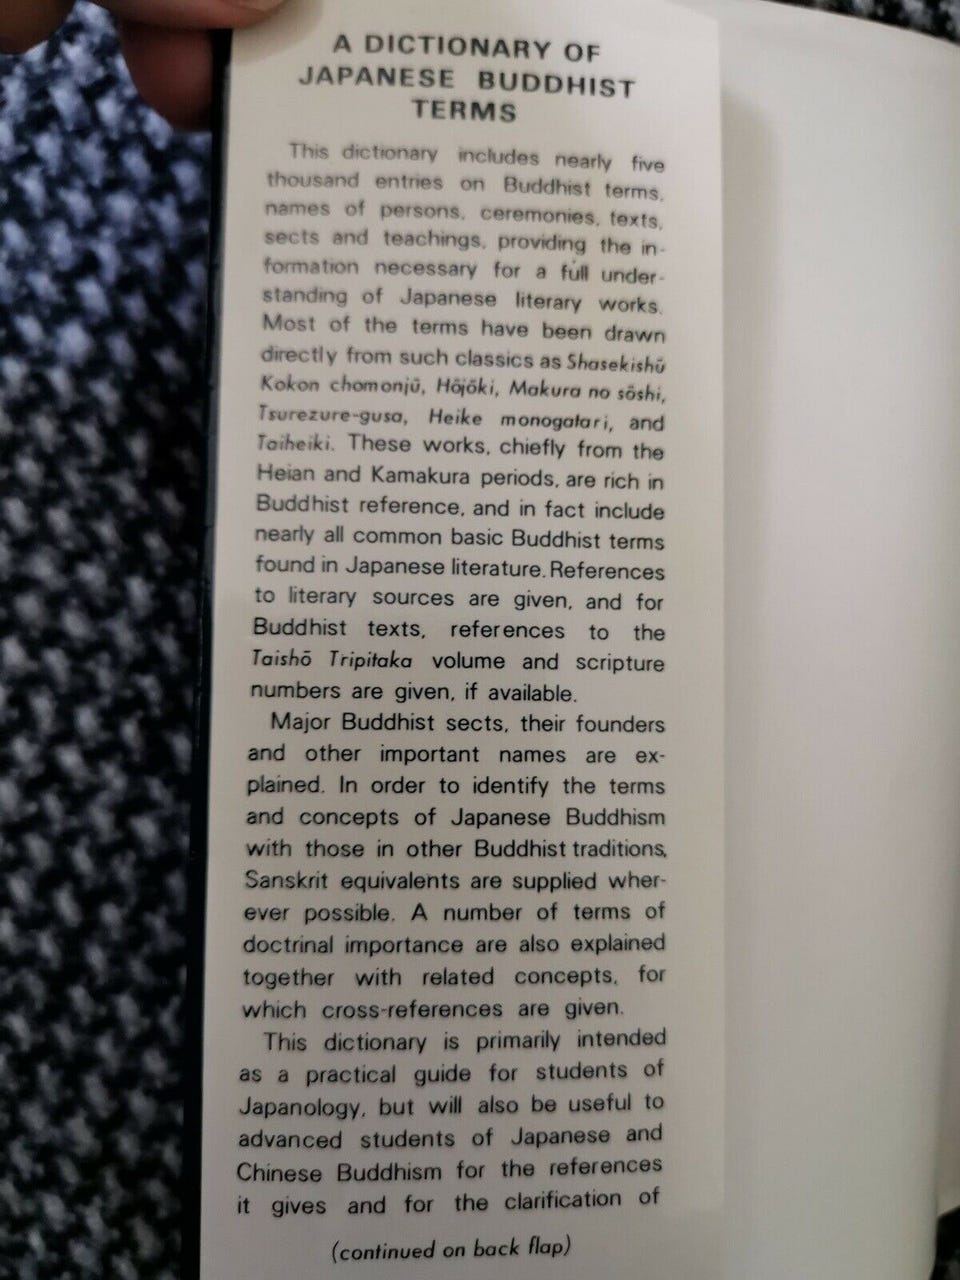 A DICTIONARY OF
JAPANESE BUDDHIST
TERMS
This dictionary includes nearly five
thousand entries on Buddhist terms,
names of persons, ceremonies, texts,
sects and teachings, providing the in-
formation necessary for a full under-
standing of Japanese literary works.
Most of the terms have been drawn
directly from such classics as Shasekishū
Kokon chomonjū, Hōjōki, Makura no sōshi,
Tsurezure-gusa, Heike monogatari, and
Taiheiki. These works, chiefly from the
Heian and Kamakura periods, are rich in
Buddhist reference, and in fact include
nearly all common basic Buddhist terms
found in Japanese literature. References
to literary sources are given, and for
Buddhist texts, references to the
Taishō Tripiṭaka volume and scripture
numbers are given, if available.
Major Buddhist sects, their founders
and other important names are ex-
plained. In order to identify the terms
and concepts of Japanese Buddhism
with those in other Buddhist traditions,
Sanskrit equivalents are supplied wher-
ever possible. A number of terms of
doctrinal importance are also explained
together with related concepts, for
which cross-references are given.
This dictionary is primarily intended
as a practical guide for students of
Japanology, but will also be useful to
advanced students of Japanese and
Chinese Buddhism for the references
it gives and for the clarification of
(continued on back flap)